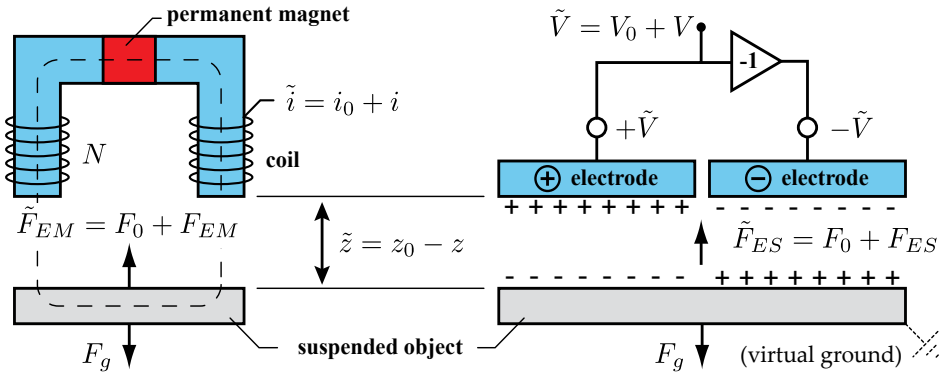 permanent magnet
ĩ = i₀ + i
N
coil
F̃_EM = F₀ + F_EM
z̃ = z₀ − z
F_g
suspended object
Ṽ = V₀ + V
-1
+Ṽ
−Ṽ
+ electrode
− electrode
+ + + + + + + +
- - - - - - - -
F̃_ES = F₀ + F_ES
- - - - - - -
+ + + + + + + +
F_g
(virtual ground)